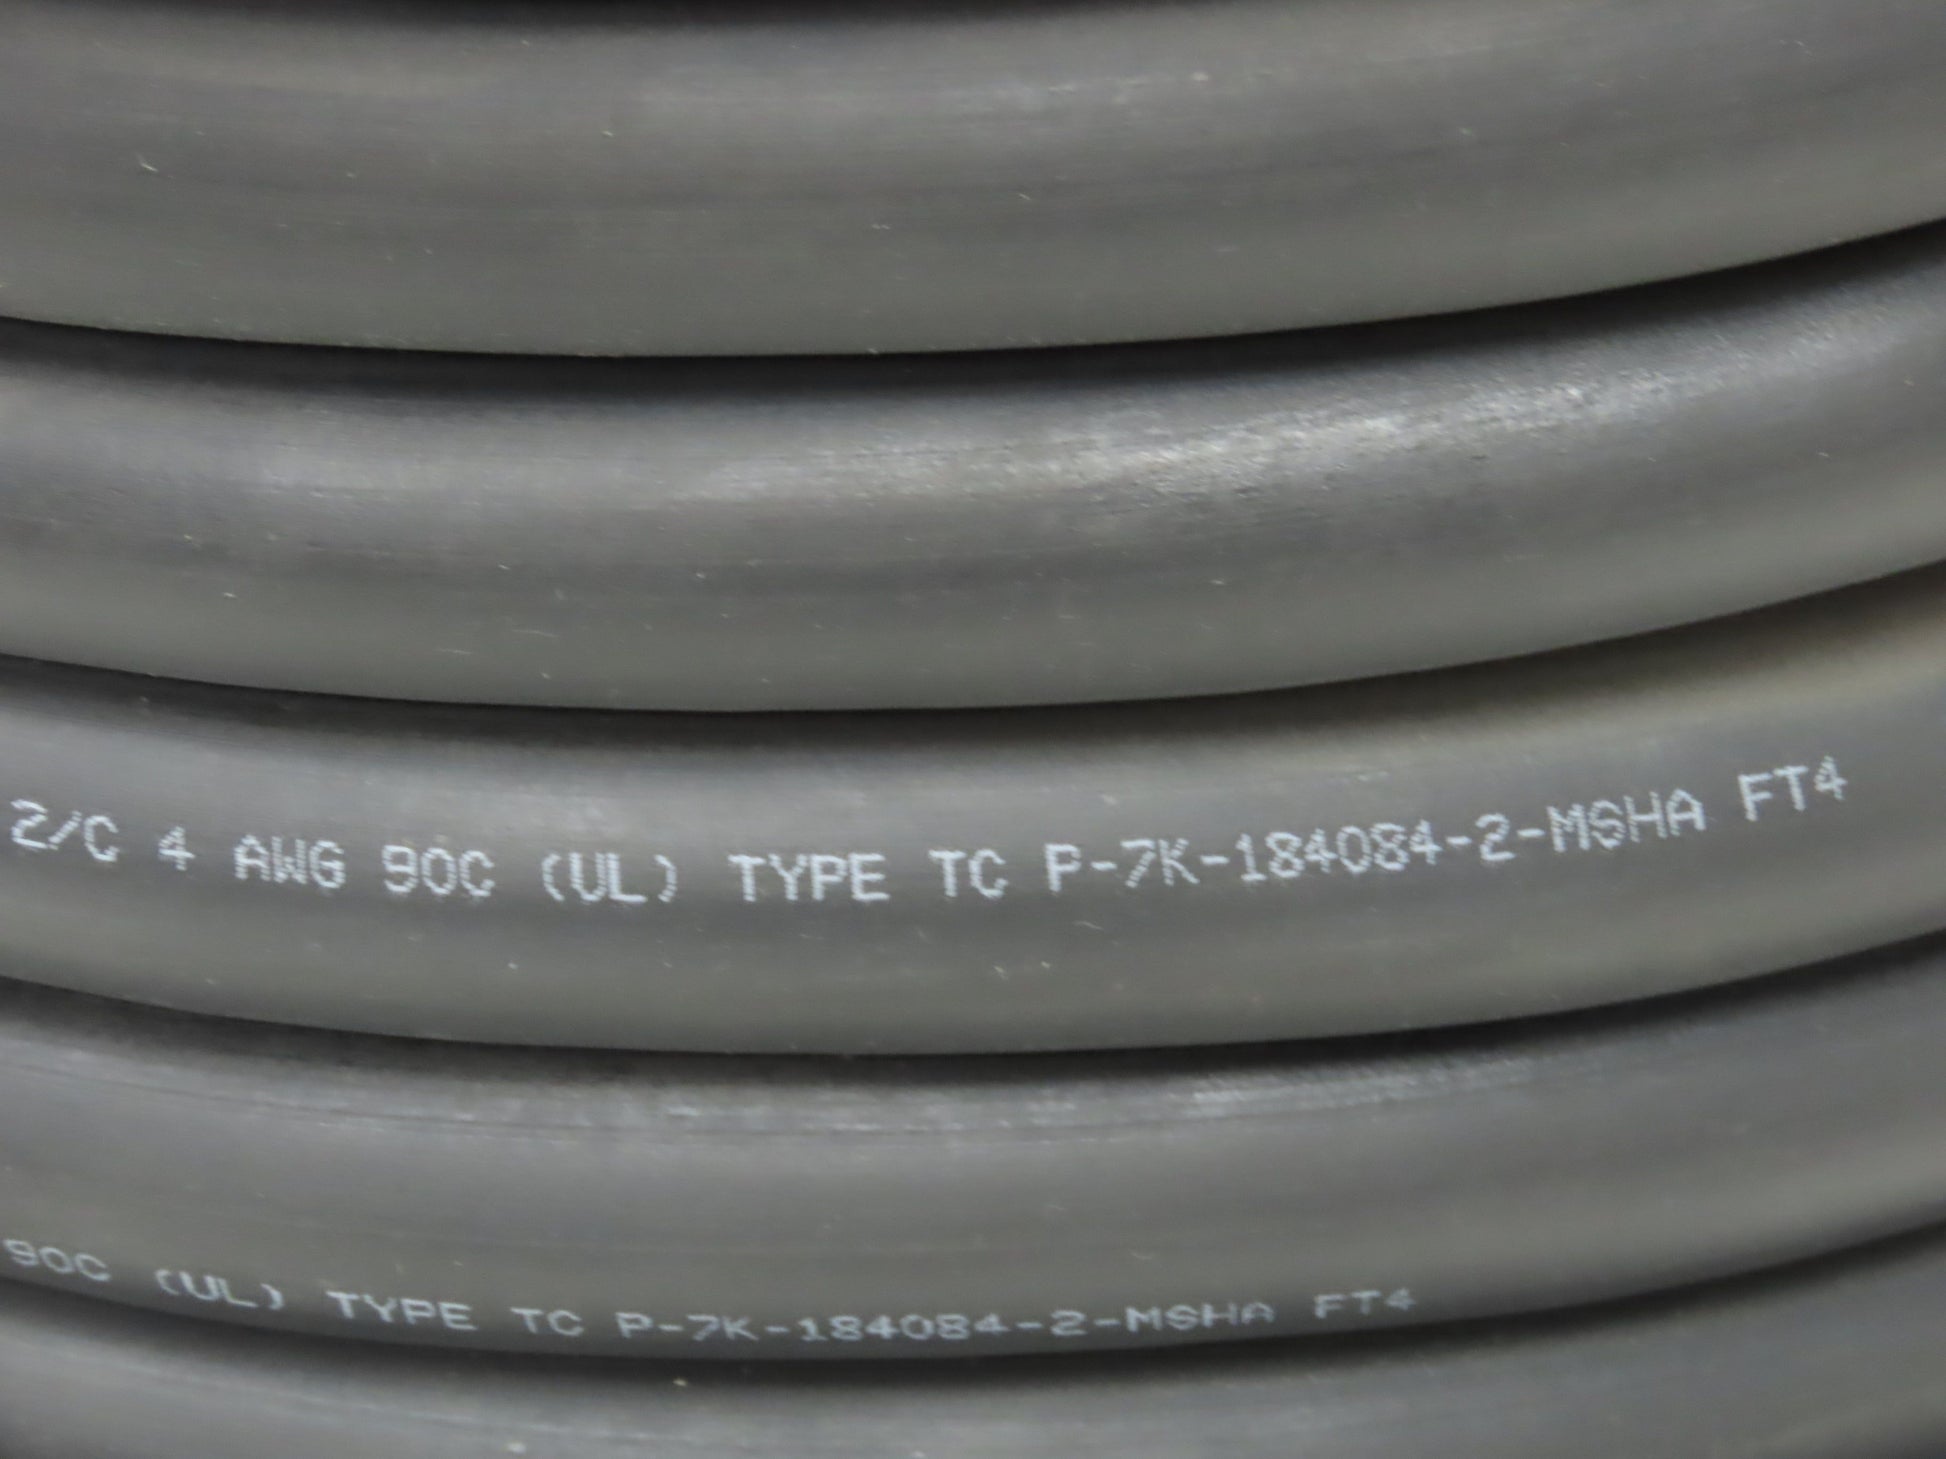 2/C 4 AWG 90C (UL) TYPE TC P-7K-184084-2-MSHA FT4
90C (UL) TYPE TC P-7K-184084-2-MSHA FT4